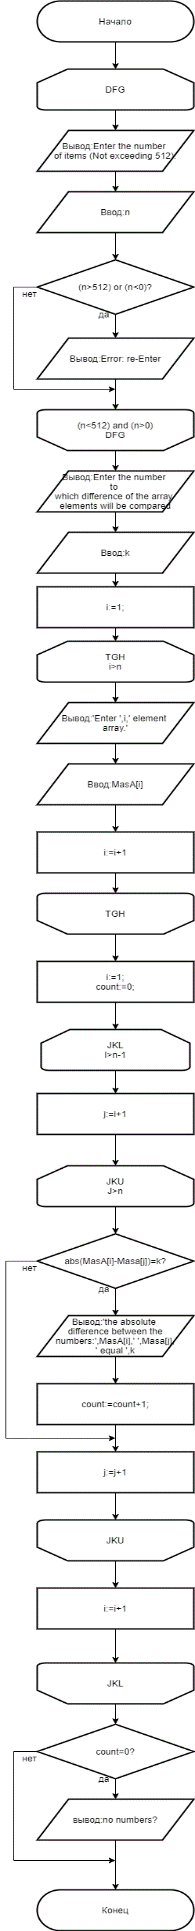 Начало
DFG
Вывод:Enter the number
of items (Not exceeding 512).
Ввод:n
(n>512) or (n<0)?
нет
да
Вывод:Error: re-Enter
(n<512) and (n>0)
DFG
Вывод:Enter the number
to
which difference of the array
elements will be compared
Ввод:k
i:=1;
TGH
i>n
Вывод:'Enter ',i,' element
array.'
Ввод:MasA[i]
i:=i+1
TGH
i:=1;
count:=0;
JKL
I>n-1
j:=i+1
JKU
J>n
abs(MasA[i]-Masa[j])=k?
нет
да
Вывод:'the absolute
difference between the
numbers:',MasA[i],' ',Masa[j],
' equal ',k
count:=count+1;
j:=j+1
JKU
i:=i+1
JKL
count=0?
нет
да
вывод:no numbers?
Конец